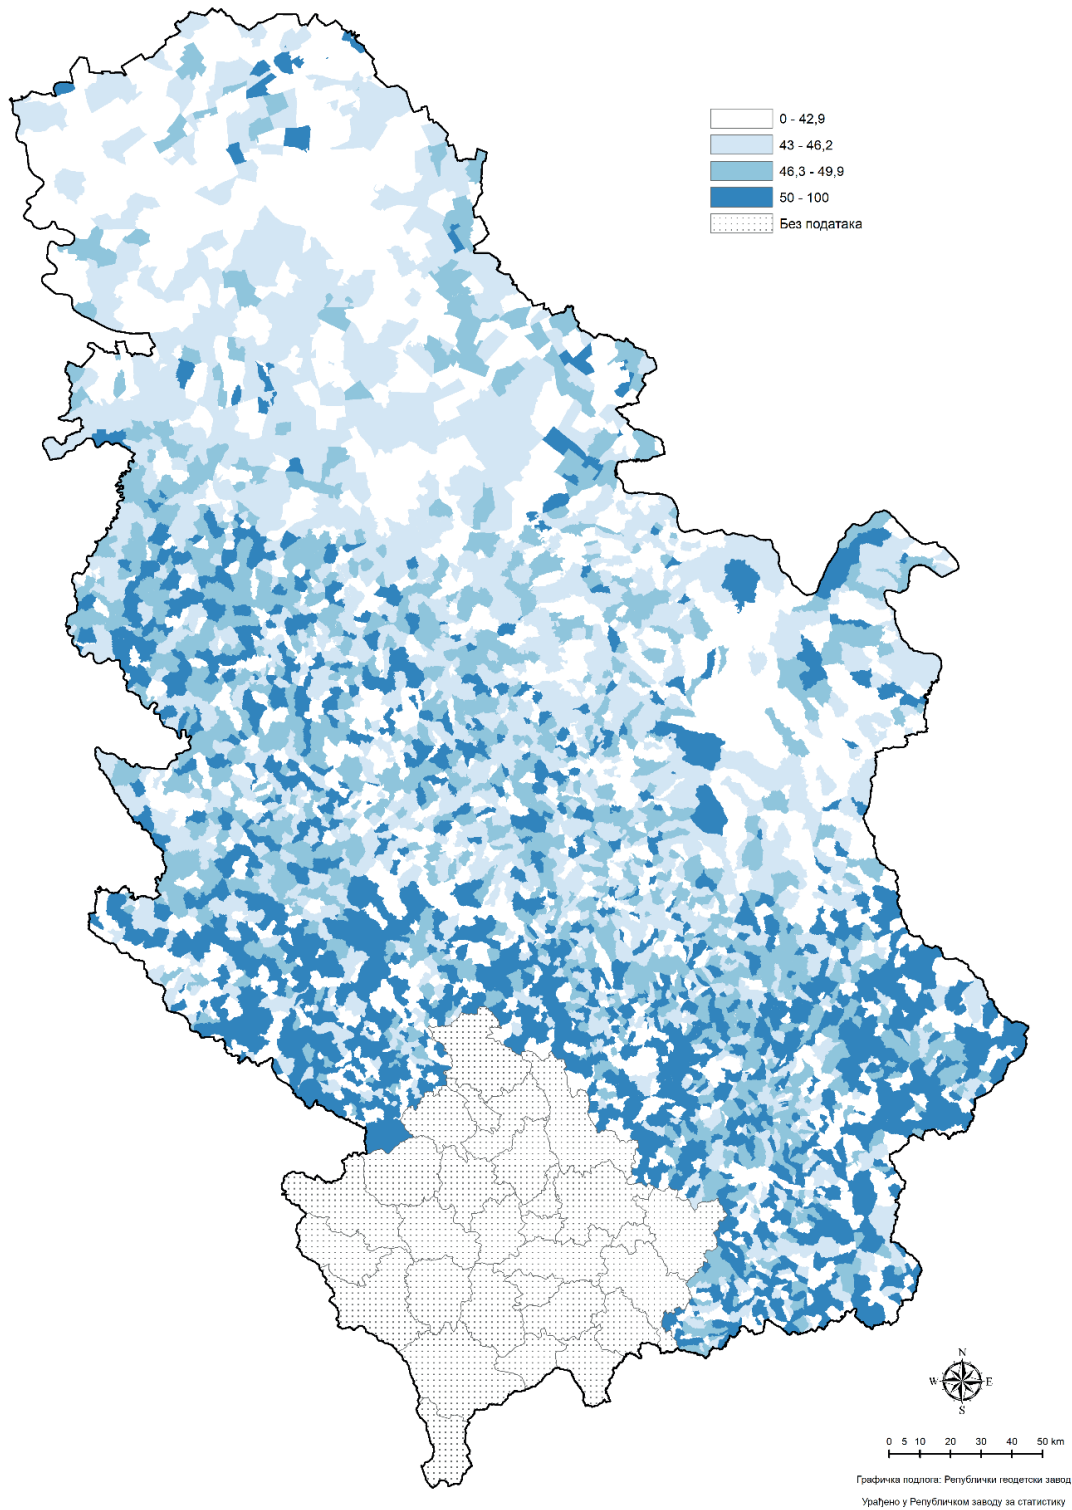 0 - 42,9
43 - 46,2
46,3 - 49,9
50 - 100
Без података
N
W E
S
0 5 10 20 30 40 50 km
Графичка подлога: Републички геодетски завод
Урађено у Републичком заводу за статистику